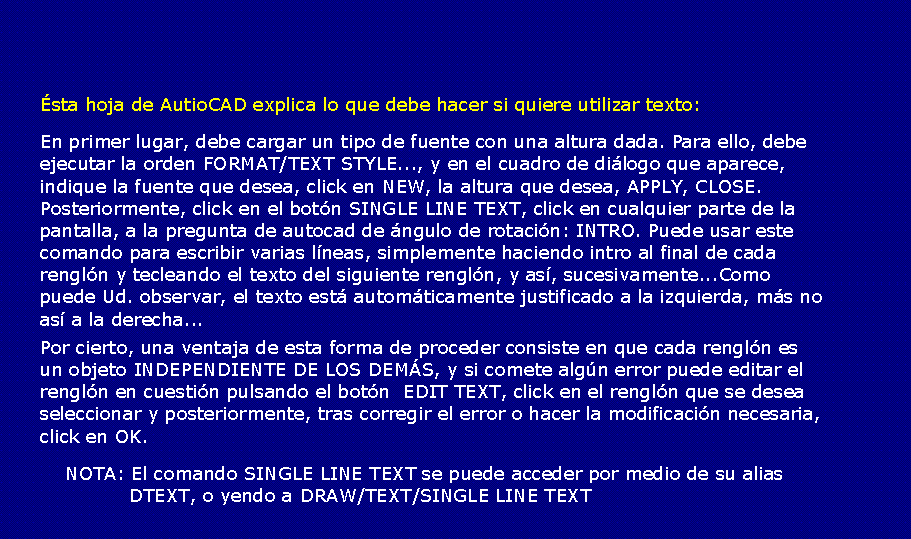 Ésta hoja de AutioCAD explica lo que debe hacer si quiere utilizar texto:
En primer lugar, debe cargar un tipo de fuente con una altura dada. Para ello, debe
ejecutar la orden FORMAT/TEXT STYLE..., y en el cuadro de diálogo que aparece,
indique la fuente que desea, click en NEW, la altura que desea, APPLY, CLOSE.
Posteriormente, click en el botón SINGLE LINE TEXT, click en cualquier parte de la
pantalla, a la pregunta de autocad de ángulo de rotación: INTRO. Puede usar este
comando para escribir varias líneas, simplemente haciendo intro al final de cada
renglón y tecleando el texto del siguiente renglón, y así, sucesivamente...Como
puede Ud. observar, el texto está automáticamente justificado a la izquierda, más no
así a la derecha...
Por cierto, una ventaja de esta forma de proceder consiste en que cada renglón es
un objeto INDEPENDIENTE DE LOS DEMÁS, y si comete algún error puede editar el
renglón en cuestión pulsando el botón  EDIT TEXT, click en el renglón que se desea
seleccionar y posteriormente, tras corregir el error o hacer la modificación necesaria,
click en OK.
NOTA: El comando SINGLE LINE TEXT se puede acceder por medio de su alias
DTEXT, o yendo a DRAW/TEXT/SINGLE LINE TEXT